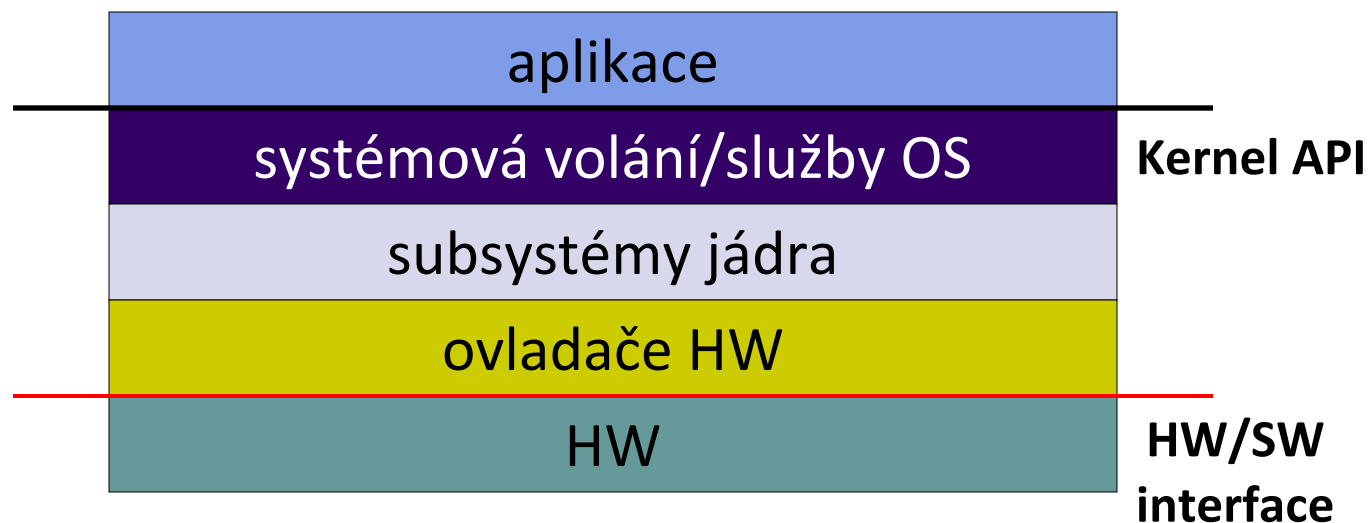 aplikace
systémová volání/služby OS
Kernel API
subsystémy jádra
ovladače HW
HW
HW/SW
interface